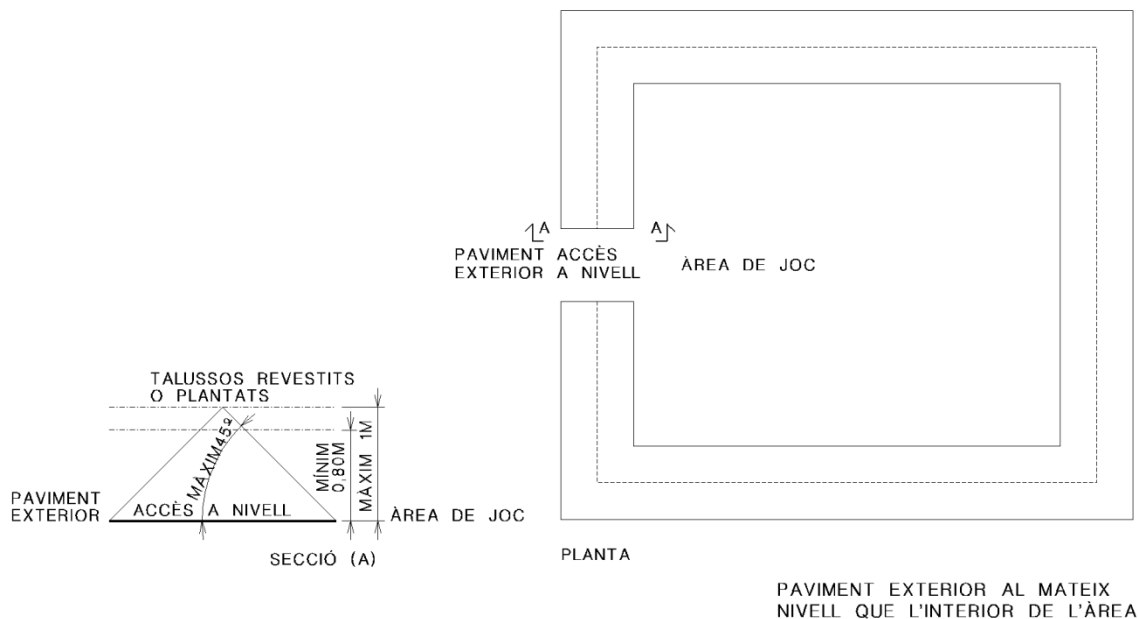 A A
PAVIMENT ACCÈS
EXTERIOR A NIVELL
ÀREA DE JOC
TALUSSOS REVESTITS
O PLANTATS
MÀXIM45º
MÍNIM
0,80M
MÀXIM 1M
PAVIMENT
EXTERIOR
ACCÈS A NIVELL
ÀREA DE JOC
SECCIÓ (A)
PLANTA
PAVIMENT EXTERIOR AL MATEIX
NIVELL QUE L'INTERIOR DE L'ÀREA